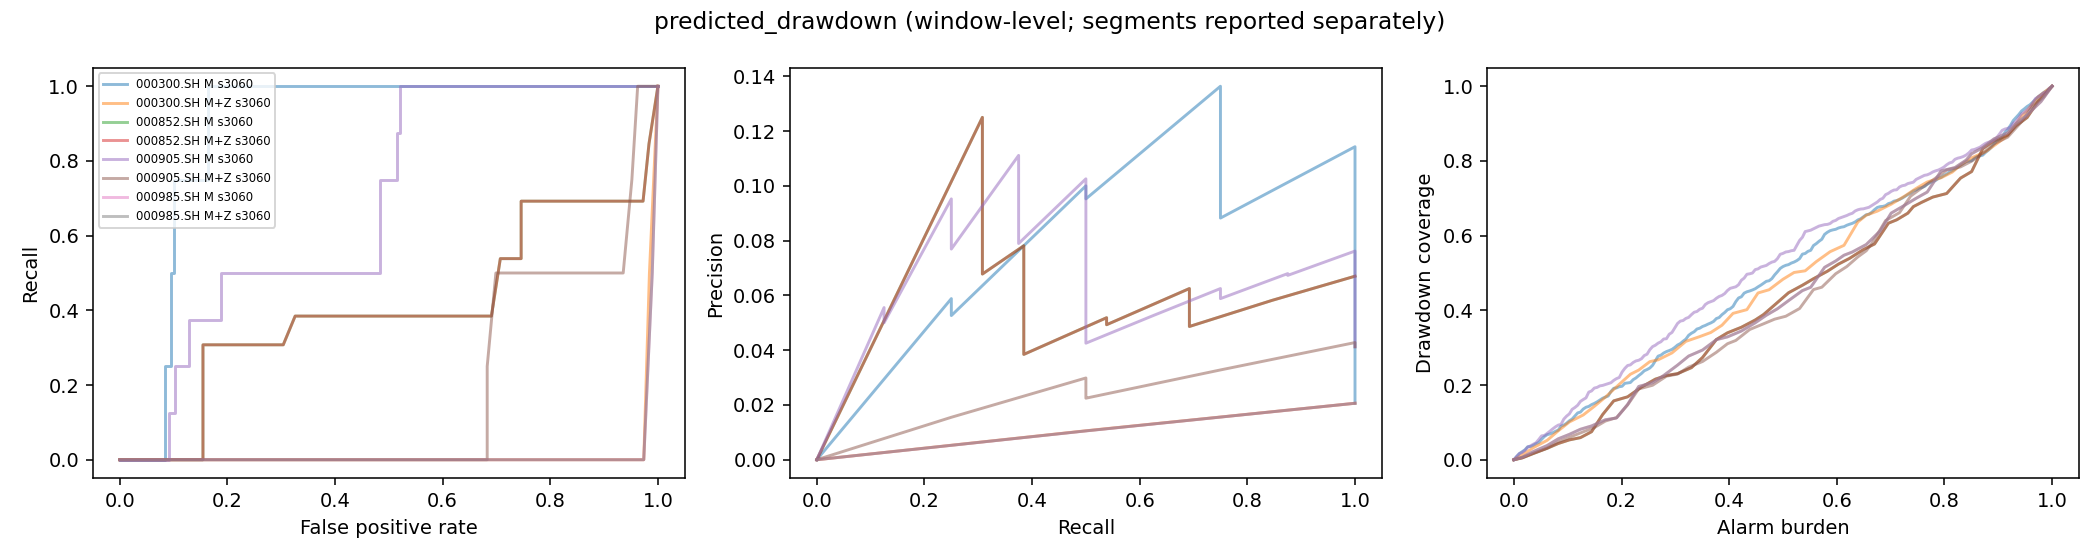 predicted_drawdown (window-level; segments reported separately)
1.0
0.8
0.6
0.4
0.2
0.0
Recall
000300.SH M s3060
000300.SH M+Z s3060
000852.SH M s3060
000852.SH M+Z s3060
000905.SH M s3060
000905.SH M+Z s3060
000985.SH M s3060
000985.SH M+Z s3060
0.0 0.2 0.4 0.6 0.8 1.0
False positive rate
0.14
0.12
0.10
0.08
0.06
0.04
0.02
0.00
Precision
0.0 0.2 0.4 0.6 0.8 1.0
Recall
1.0
0.8
0.6
0.4
0.2
0.0
Drawdown coverage
0.0 0.2 0.4 0.6 0.8 1.0
Alarm burden